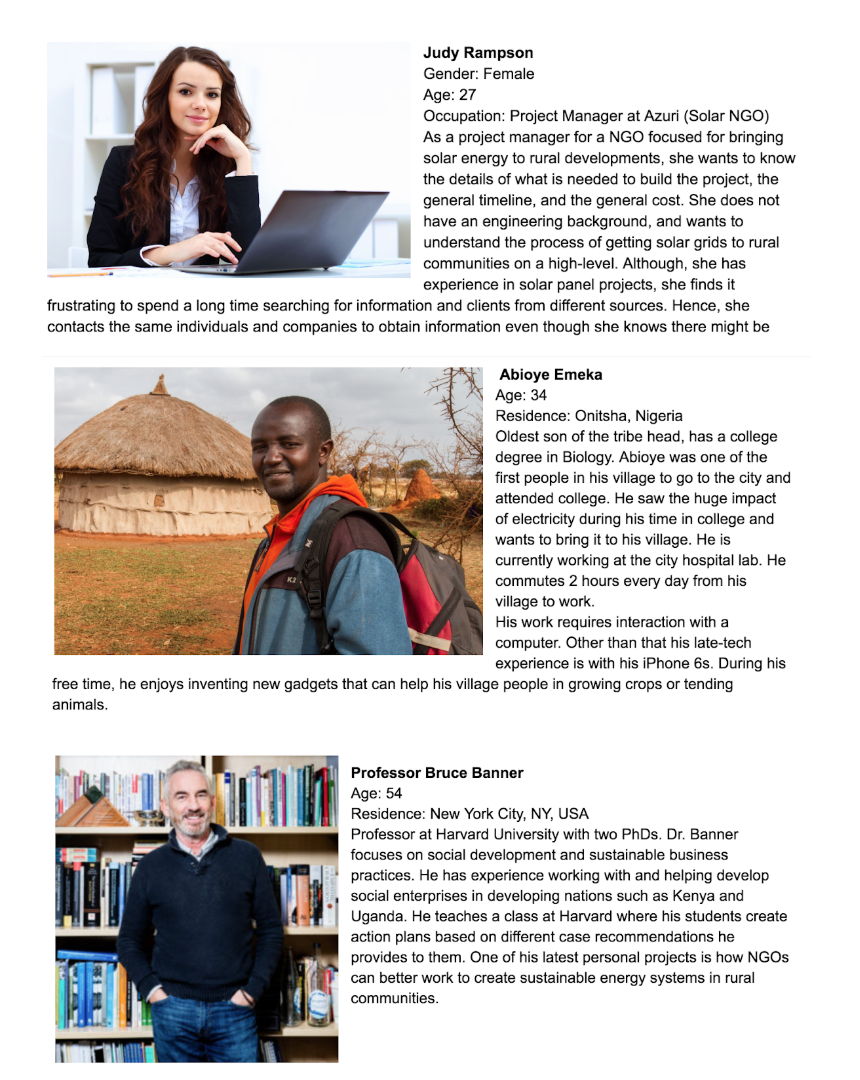 Judy Rampson
Gender: Female
Age: 27
Occupation: Project Manager at Azuri (Solar NGO)
As a project manager for a NGO focused for bringing
solar energy to rural developments, she wants to know
the details of what is needed to build the project, the
general timeline, and the general cost. She does not
have an engineering background, and wants to
understand the process of getting solar grids to rural
communities on a high-level. Although, she has
experience in solar panel projects, she finds it
frustrating to spend a long time searching for information and clients from different sources. Hence, she
contacts the same individuals and companies to obtain information even though she knows there might be
Abioye Emeka
Age: 34
Residence: Onitsha, Nigeria
Oldest son of the tribe head, has a college
degree in Biology. Abioye was one of the
first people in his village to go to the city and
attended college. He saw the huge impact
of electricity during his time in college and
wants to bring it to his village. He is
currently working at the city hospital lab. He
commutes 2 hours every day from his
village to work.
His work requires interaction with a
computer. Other than that his late-tech
experience is with his iPhone 6s. During his
free time, he enjoys inventing new gadgets that can help his village people in growing crops or tending
animals.
Professor Bruce Banner
Age: 54
Residence: New York City, NY, USA
Professor at Harvard University with two PhDs. Dr. Banner
focuses on social development and sustainable business
practices. He has experience working with and helping develop
social enterprises in developing nations such as Kenya and
Uganda. He teaches a class at Harvard where his students create
action plans based on different case recommendations he
provides to them. One of his latest personal projects is how NGOs
can better work to create sustainable energy systems in rural
communities.